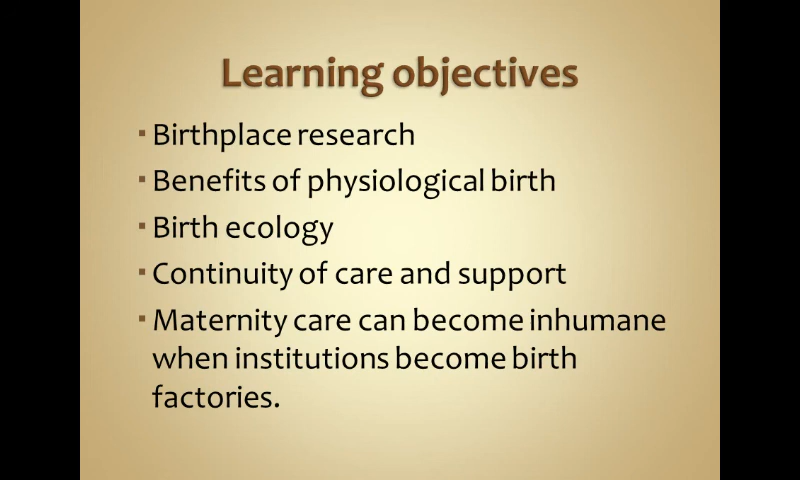 Learning objectives
▪ Birthplace research
▪ Benefits of physiological birth
▪ Birth ecology
▪ Continuity of care and support
▪ Maternity care can become inhumane
when institutions become birth
factories.